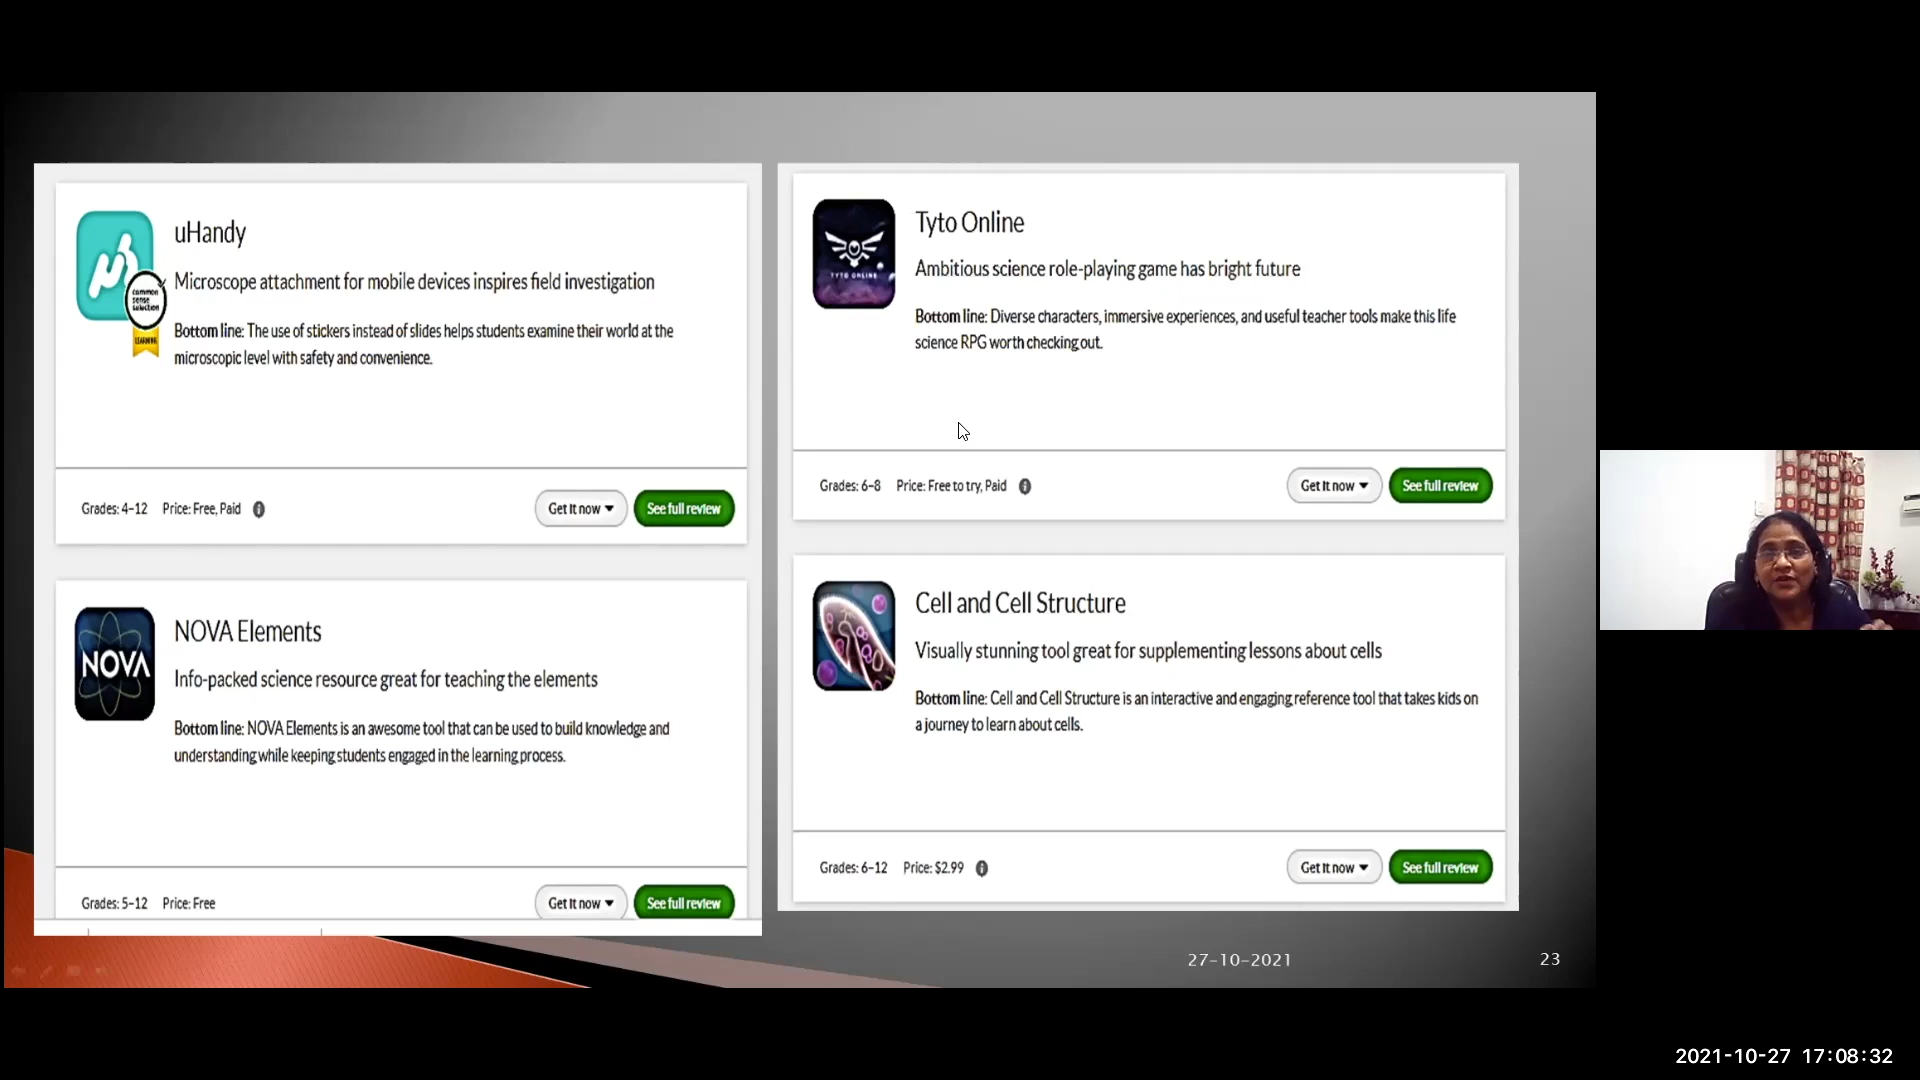 uHandy
Microscope attachment for mobile devices inspires field investigation
common
sense
selection
LEARNING
Bottom line: The use of stickers instead of slides helps students examine their world at the
microscopic level with safety and convenience.
Grades: 4-12 Price: Free, Paid
Get it now
See full review
NOVA
NOVA Elements
Info-packed science resource great for teaching the elements
Bottom line: NOVA Elements is an awesome tool that can be used to build knowledge and
understanding while keeping students engaged in the learning process.
Grades: 5-12 Price: Free
Get it now
See full review
TYTO ONLINE
Tyto Online
Ambitious science role-playing game has bright future
Bottom line: Diverse characters, immersive experiences, and useful teacher tools make this life
science RPG worth checking out.
Grades: 6-8 Price: Free to try, Paid
Get it now
See full review
Cell and Cell Structure
Visually stunning tool great for supplementing lessons about cells
Bottom line: Cell and Cell Structure is an interactive and engaging reference tool that takes kids on
a journey to learn about cells.
Grades: 6-12 Price: $2.99
Get it now
See full review
27-10-2021
23
2021-10-27 17:08:32